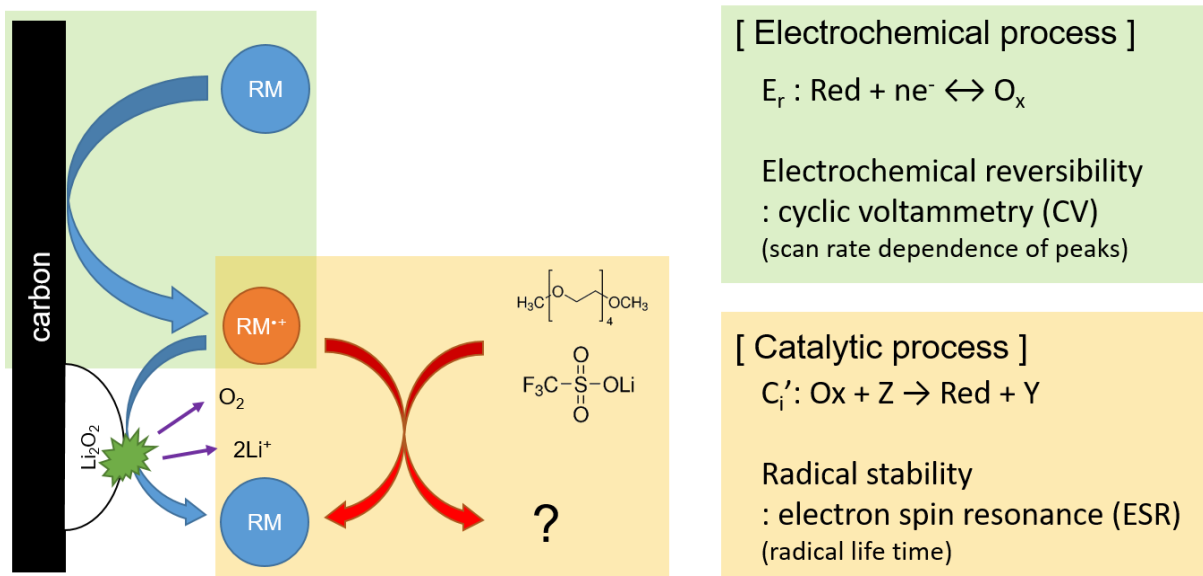 carbon
RM
RM•+
Li2O2
O2
2Li+
RM
H3C
O
OCH3
4
O
F3C
S
OLi
O
?
[ Electrochemical process ]
Er : Red + ne- ↔ Ox
Electrochemical reversibility
: cyclic voltammetry (CV)
(scan rate dependence of peaks)
[ Catalytic process ]
Ci': Ox + Z → Red + Y
Radical stability
: electron spin resonance (ESR)
(radical life time)